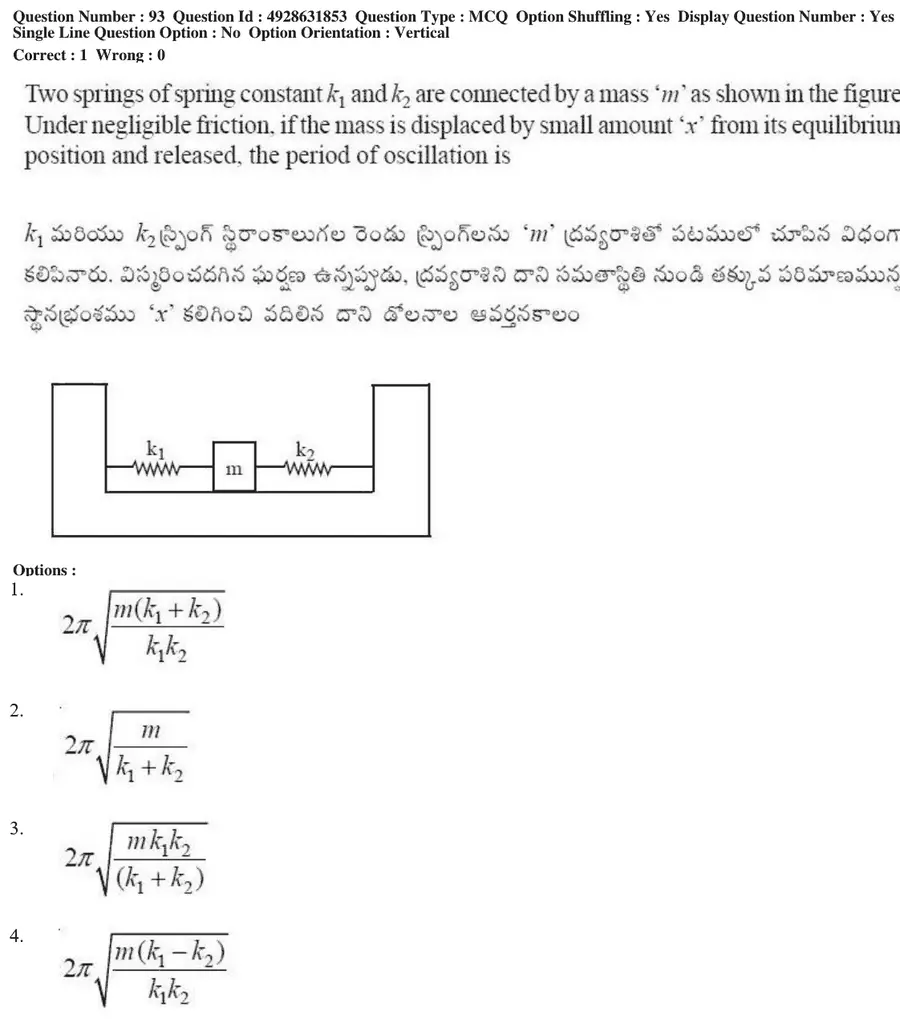 Question Number : 93 Question Id : 4928631853 Question Type : MCQ Option Shuffling : Yes Display Question Number : Yes
Single Line Question Option : No Option Orientation : Vertical
Correct : 1 Wrong : 0
Two springs of spring constant k₁ and k₂ are connected by a mass ‘m’ as shown in the figure
Under negligible friction, if the mass is displaced by small amount ‘x’ from its equilibriun
position and released, the period of oscillation is
k₁ మరియు k₂ స్ప్రింగ్ స్థిరాంకాలుగల రెండు స్ప్రింగ్‌లను ‘m’ ద్రవ్యరాశితో పటములో చూపిన విధంగా
కలిపినారు. విస్మరించదగిన ఘర్షణ ఉన్నప్పుడు, ద్రవ్యరాశిని దాని సమతాస్థితి నుండి తక్కువ పరిమాణమున్న
స్థానభ్రంశము ‘x’ కలిగించి వదిలిన దాని డోలనాల ఆవర్తనకాలం
k₁ k₂
m
Options :
1. 2π√(m(k₁ + k₂) / k₁k₂)
2. 2π√(m / k₁ + k₂)
3. 2π√(mk₁k₂ / (k₁ + k₂))
4. 2π√(m(k₁ − k₂) / k₁k₂)